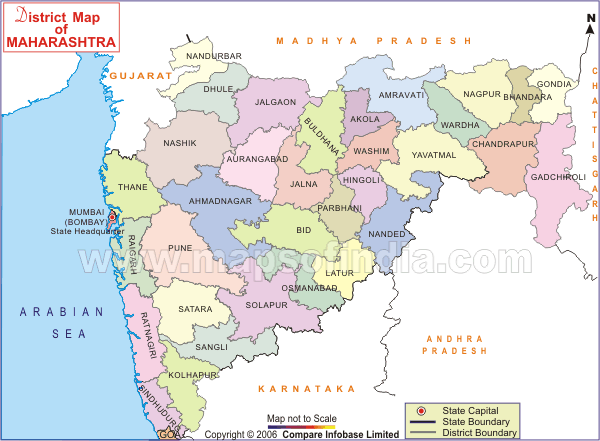 District Map
of
MAHARASHTRA
N
MADHYA PRADESH
GUJARAT
CHATTISGARH
NANDURBAR
DHULE
JALGAON
BULDHANA
AKOLA
AMRAVATI
WARDHA
NAGPUR
BHANDARA
GONDIA
NASHIK
AURANGABAD
JALNA
WASHIM
YAVATMAL
CHANDRAPUR
GADCHIROLI
HINGOLI
THANE
AHMADNAGAR
PARBHANI
NANDED
MUMBAI
(BOMBAY)
State Headquarter
RAIGARH
PUNE
BID
LATUR
OSMANABAD
www.mapsofindia.com
SATARA
SOLAPUR
RATNAGIRI
SANGLI
KOLHAPUR
SINDHUDURG
GOA
ARABIAN
SEA
ANDHRA
PRADESH
KARNATAKA
Map not to Scale
Copyright © 2006 Compare Infobase Limited
State Capital
State Boundary
District Boundary